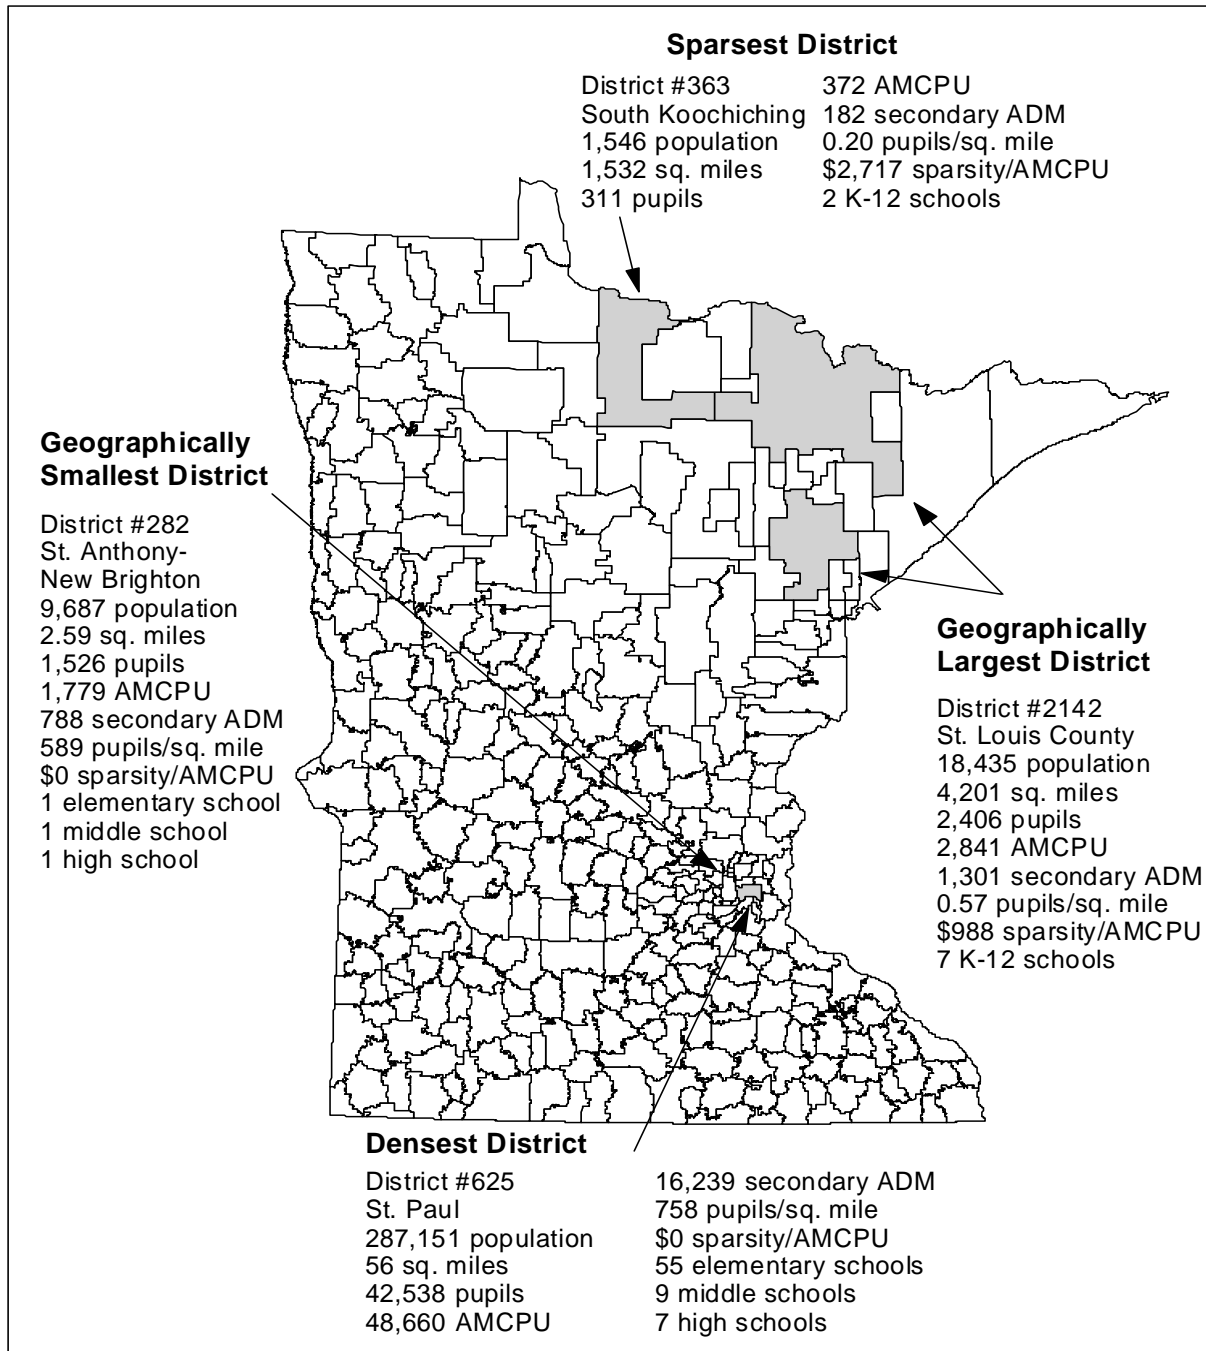 Sparsest District
District #363
South Koochiching
1,546 population
1,532 sq. miles
311 pupils
372 AMCPU
182 secondary ADM
0.20 pupils/sq. mile
$2,717 sparsity/AMCPU
2 K-12 schools
Geographically
Smallest District
District #282
St. Anthony-
New Brighton
9,687 population
2.59 sq. miles
1,526 pupils
1,779 AMCPU
788 secondary ADM
589 pupils/sq. mile
$0 sparsity/AMCPU
1 elementary school
1 middle school
1 high school
Geographically
Largest District
District #2142
St. Louis County
18,435 population
4,201 sq. miles
2,406 pupils
2,841 AMCPU
1,301 secondary ADM
0.57 pupils/sq. mile
$988 sparsity/AMCPU
7 K-12 schools
Densest District
District #625
St. Paul
287,151 population
56 sq. miles
42,538 pupils
48,660 AMCPU
16,239 secondary ADM
758 pupils/sq. mile
$0 sparsity/AMCPU
55 elementary schools
9 middle schools
7 high schools